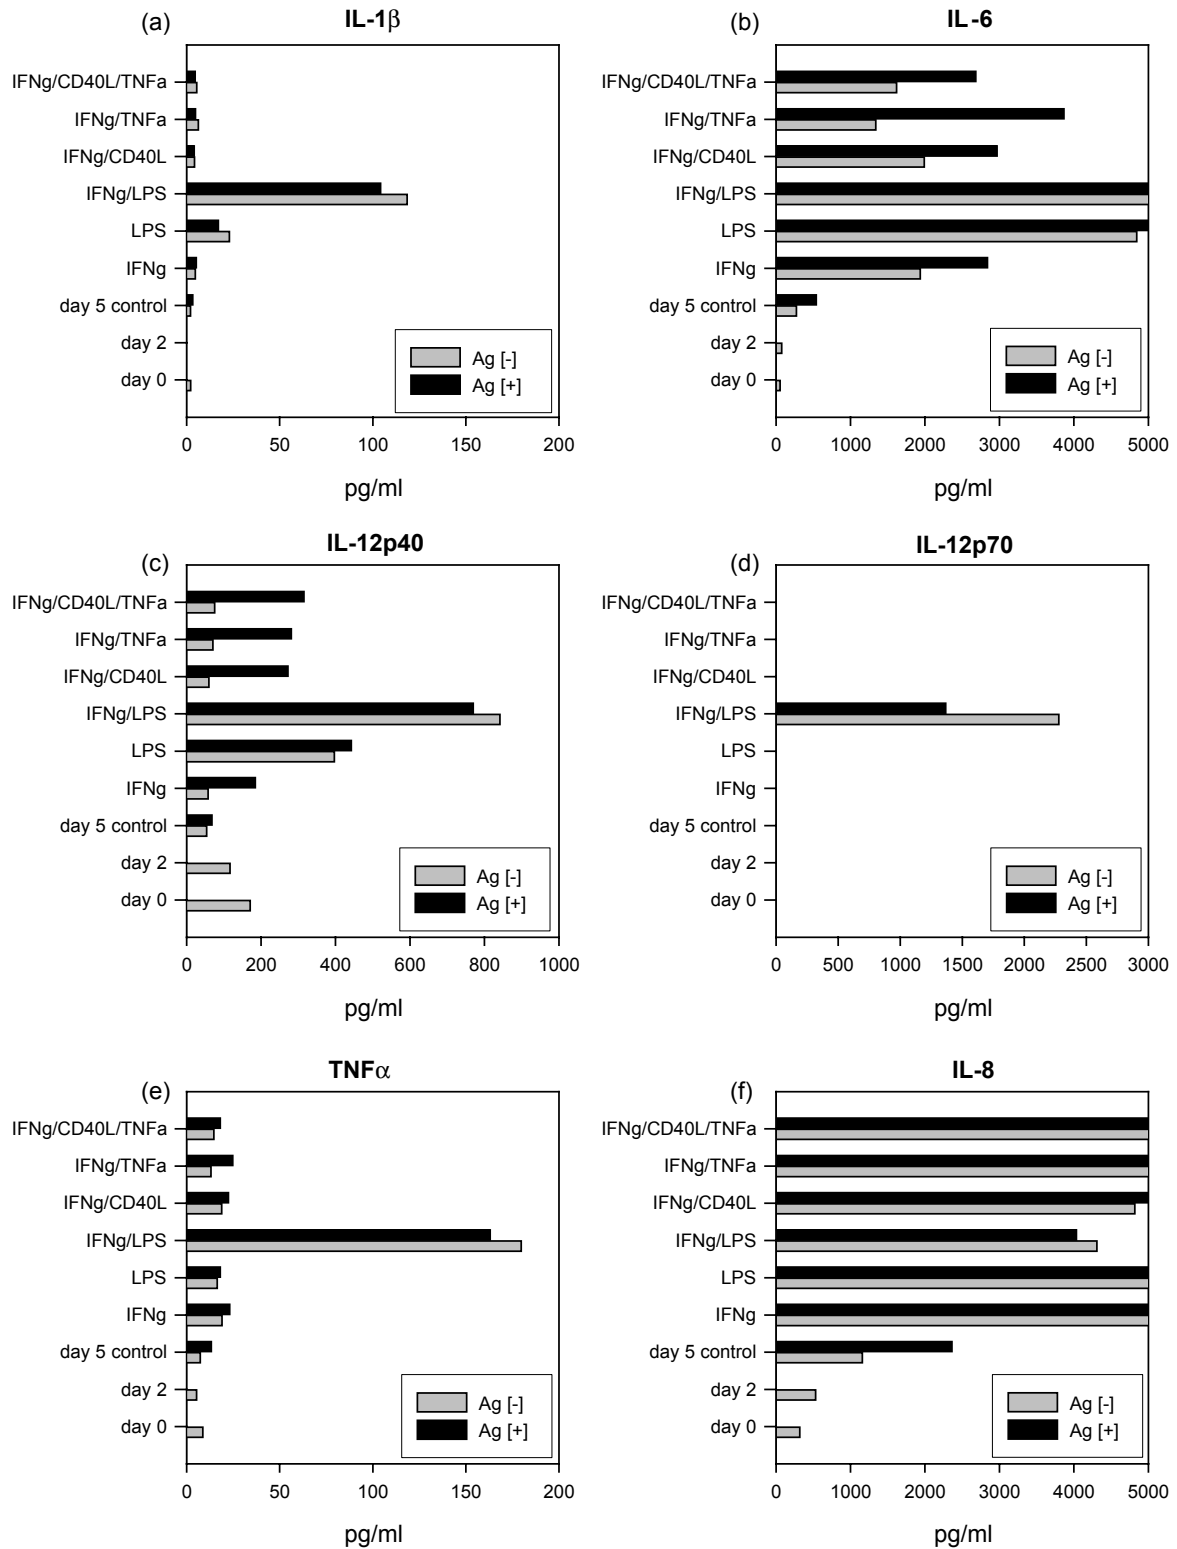 (a) IL-1β
IFNg/CD40L/TNFa
IFNg/TNFa
IFNg/CD40L
IFNg/LPS
LPS
IFNg
day 5 control
day 2
day 0
Ag [-]
Ag [+]
0 50 100 150 200
pg/ml
(b) IL-6
IFNg/CD40L/TNFa
IFNg/TNFa
IFNg/CD40L
IFNg/LPS
LPS
IFNg
day 5 control
day 2
day 0
Ag [-]
Ag [+]
0 1000 2000 3000 4000 5000
pg/ml
(c) IL-12p40
IFNg/CD40L/TNFa
IFNg/TNFa
IFNg/CD40L
IFNg/LPS
LPS
IFNg
day 5 control
day 2
day 0
Ag [-]
Ag [+]
0 200 400 600 800 1000
pg/ml
(d) IL-12p70
IFNg/CD40L/TNFa
IFNg/TNFa
IFNg/CD40L
IFNg/LPS
LPS
IFNg
day 5 control
day 2
day 0
Ag [-]
Ag [+]
0 500 1000 1500 2000 2500 3000
pg/ml
(e) TNFα
IFNg/CD40L/TNFa
IFNg/TNFa
IFNg/CD40L
IFNg/LPS
LPS
IFNg
day 5 control
day 2
day 0
Ag [-]
Ag [+]
0 50 100 150 200
pg/ml
(f) IL-8
IFNg/CD40L/TNFa
IFNg/TNFa
IFNg/CD40L
IFNg/LPS
LPS
IFNg
day 5 control
day 2
day 0
Ag [-]
Ag [+]
0 1000 2000 3000 4000 5000
pg/ml